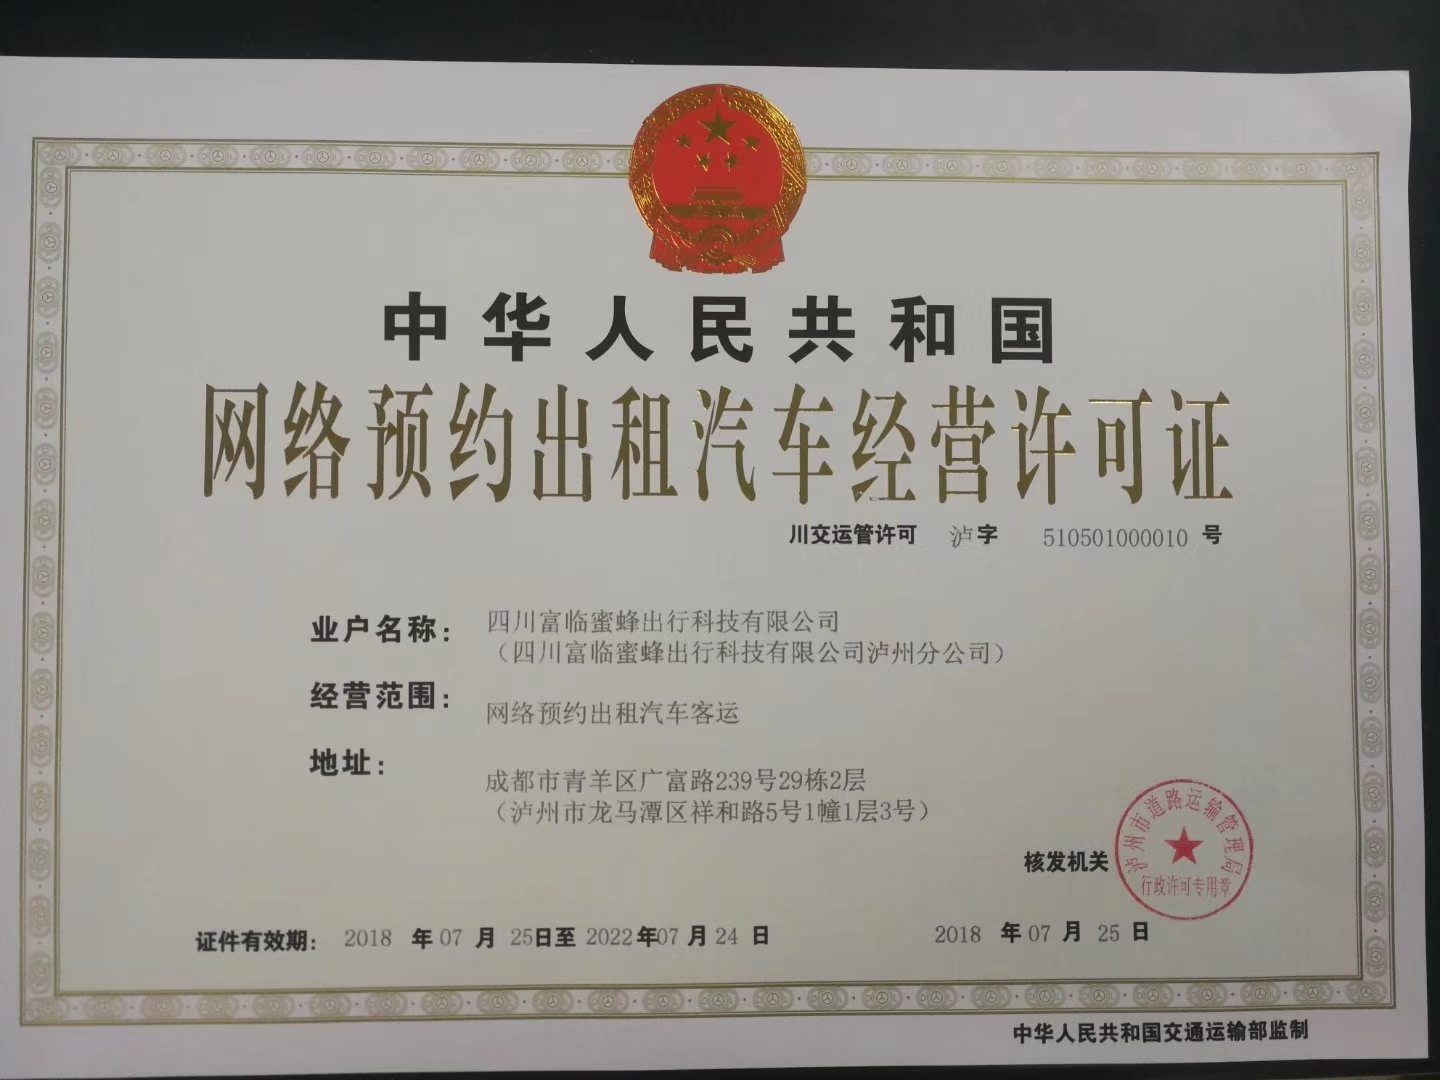 中华人民共和国
网络预约出租汽车经营许可证
川交运管许可 泸字 510501000010 号
业户名称： 四川富临蜜蜂出行科技有限公司
（四川富临蜜蜂出行科技有限公司泸州分公司）
经营范围： 网络预约出租汽车客运
地址： 成都市青羊区广富路239号29栋2层
（泸州市龙马潭区祥和路5号1幢1层3号）
核发机关
泸州市道路运输管理局
行政许可专用章
证件有效期： 2018 年 07 月 25日至 2022年07 月 24 日
2018 年 07 月 25 日
中华人民共和国交通运输部监制